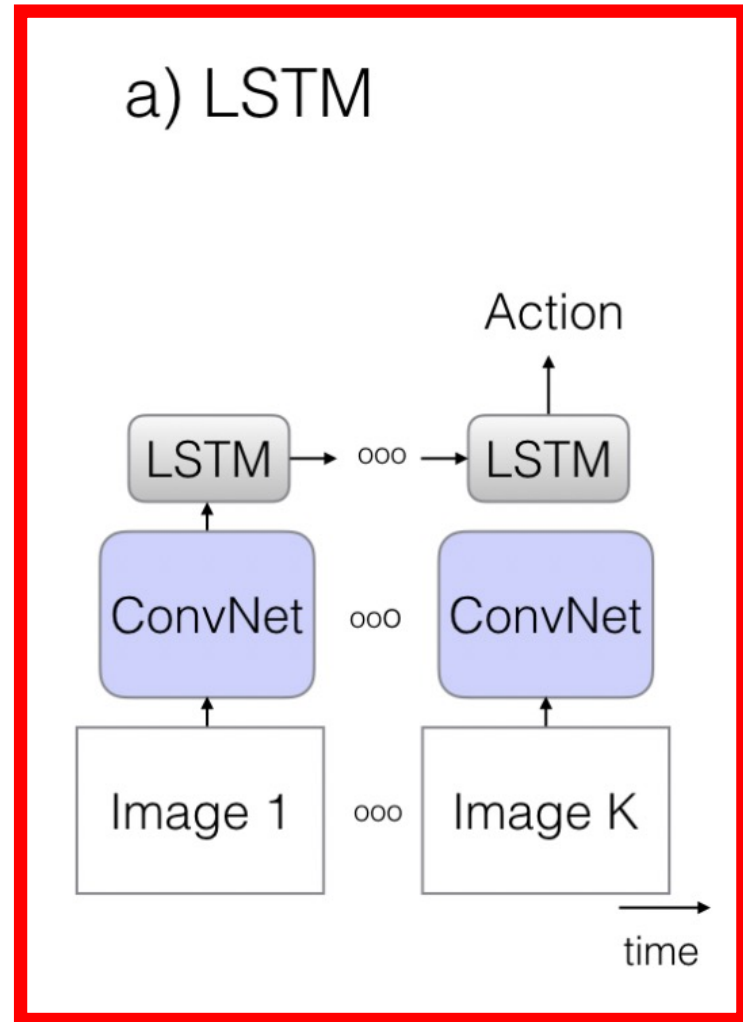 a) LSTM
Action
LSTM ooo LSTM
ConvNet ooO ConvNet
Image 1 ooo Image K
time